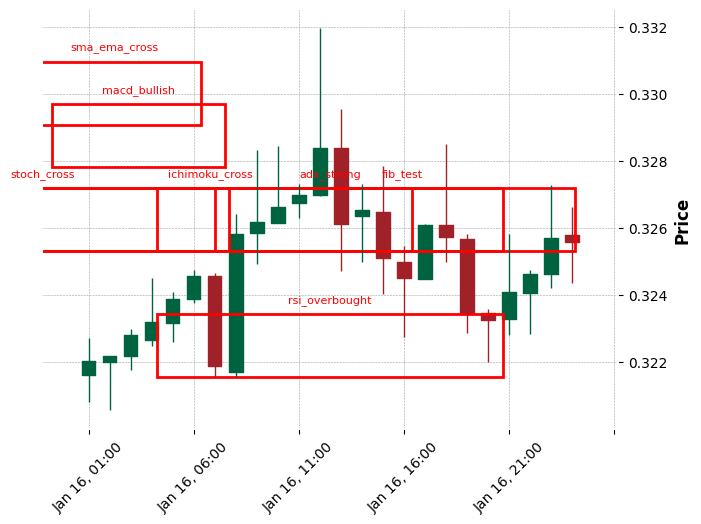 0.332
sma_ema_cross
0.330
macd_bullish
0.328
stoch_cross
ichimoku_cross
fib_test
0.326
Price
0.324
rsi_overbought
0.322
Jan 16, 01:00
Jan 16, 06:00
Jan 16, 11:00
Jan 16, 16:00
Jan 16, 21:00